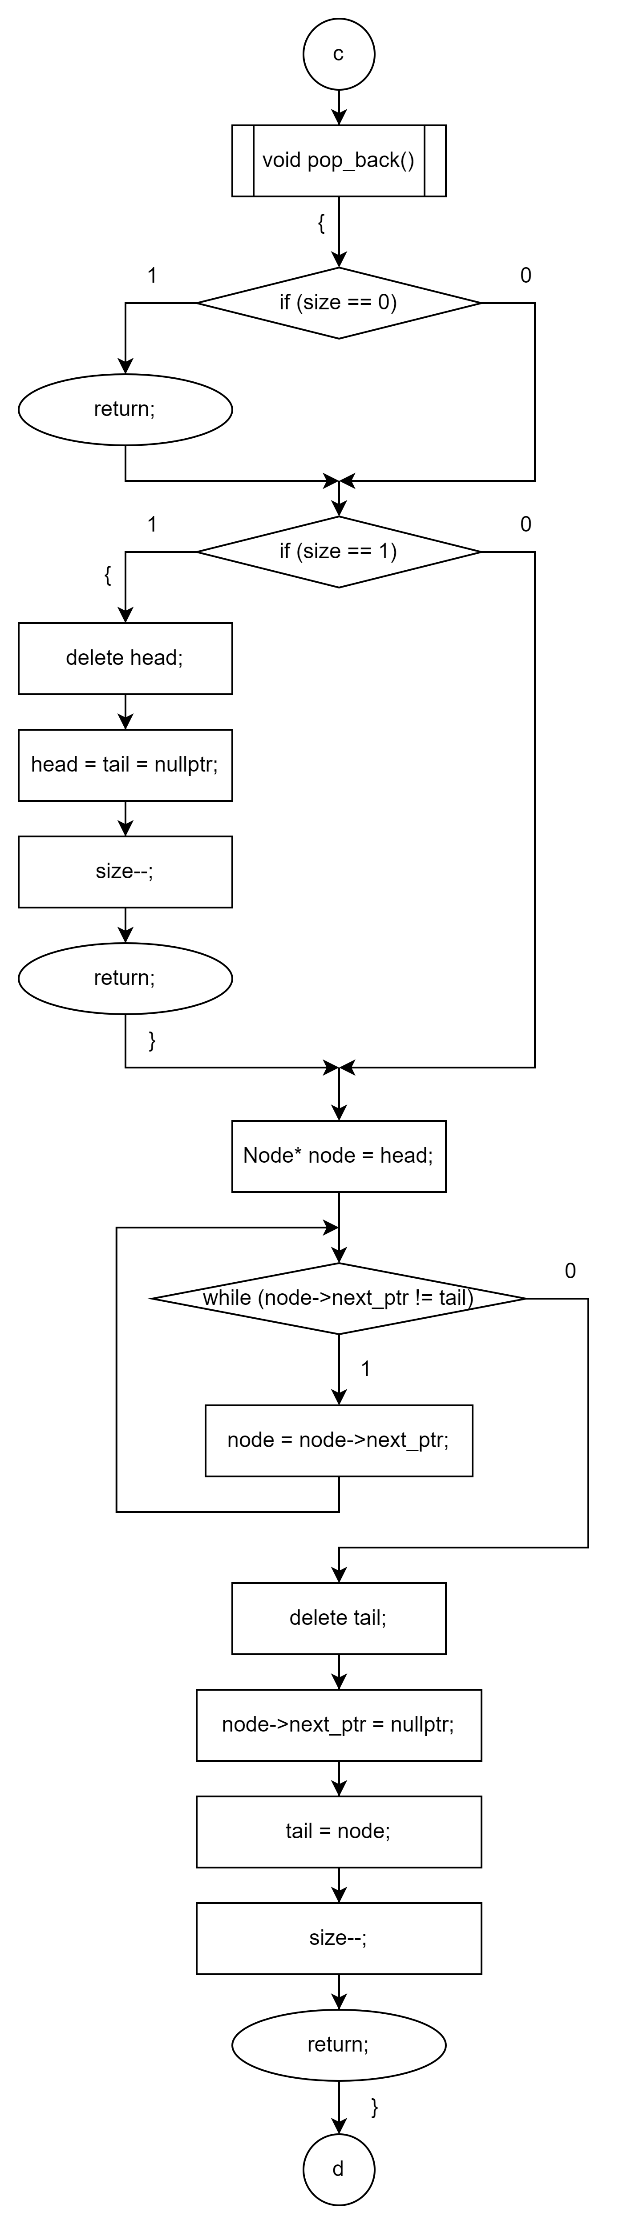 c
void pop_back()
{
1
0
if (size == 0)
return;
1
0
if (size == 1)
{
delete head;
head = tail = nullptr;
size--;
return;
}
Node* node = head;
0
while (node->next_ptr != tail)
1
node = node->next_ptr;
delete tail;
node->next_ptr = nullptr;
tail = node;
size--;
return;
}
d